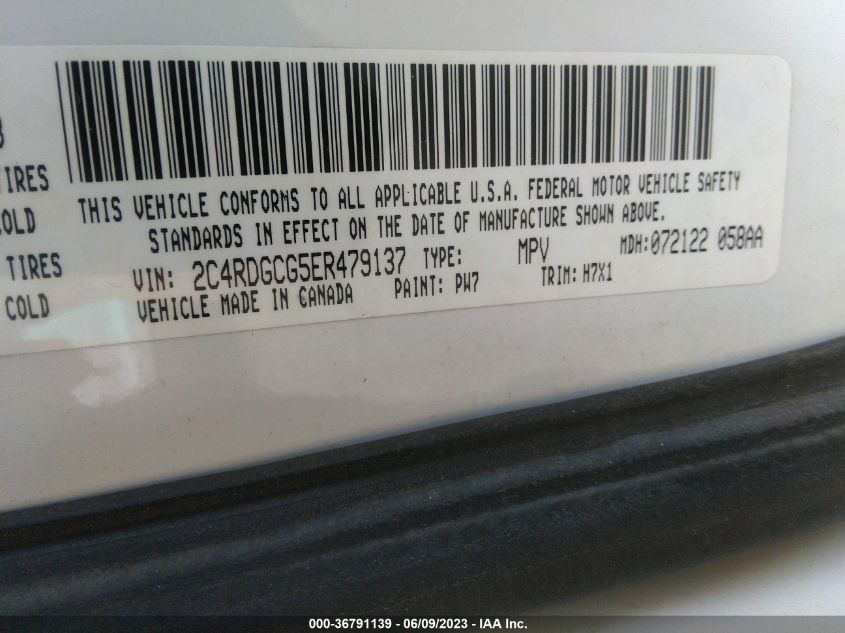 3
TIRES
COLD
TIRES
COLD
THIS VEHICLE CONFORMS TO ALL APPLICABLE U.S.A. FEDERAL MOTOR VEHICLE SAFETY
STANDARDS IN EFFECT ON THE DATE OF MANUFACTURE SHOWN ABOVE.
VIN: 2C4RDGCG5ER479137 TYPE: MPV MDH:072122 058AA
VEHICLE MADE IN CANADA PAINT: PW7 TRIM: H7X1
000-36791139 - 06/09/2023 - IAA Inc.